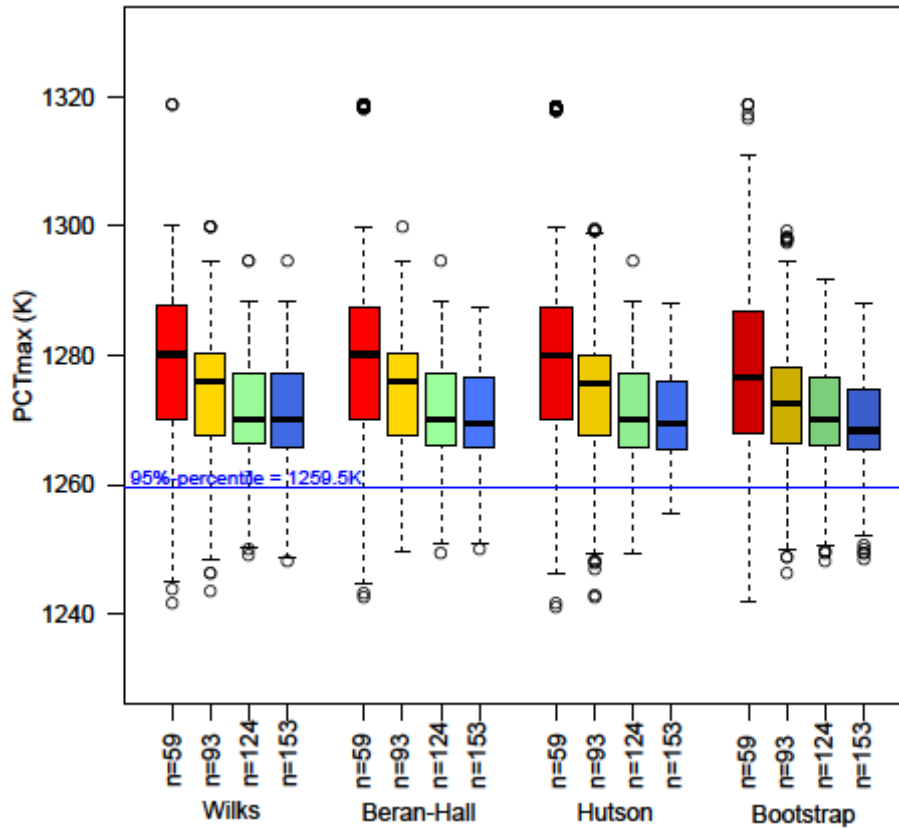 PCTmax (K)
1320
1300
1280
1260
1240
95%-percentile = 1259.5K
n=59
n=93
n=124
n=153
n=59
n=93
n=124
n=153
n=59
n=93
n=124
n=153
n=59
n=93
n=124
n=153
Wilks
Beran-Hall
Hutson
Bootstrap